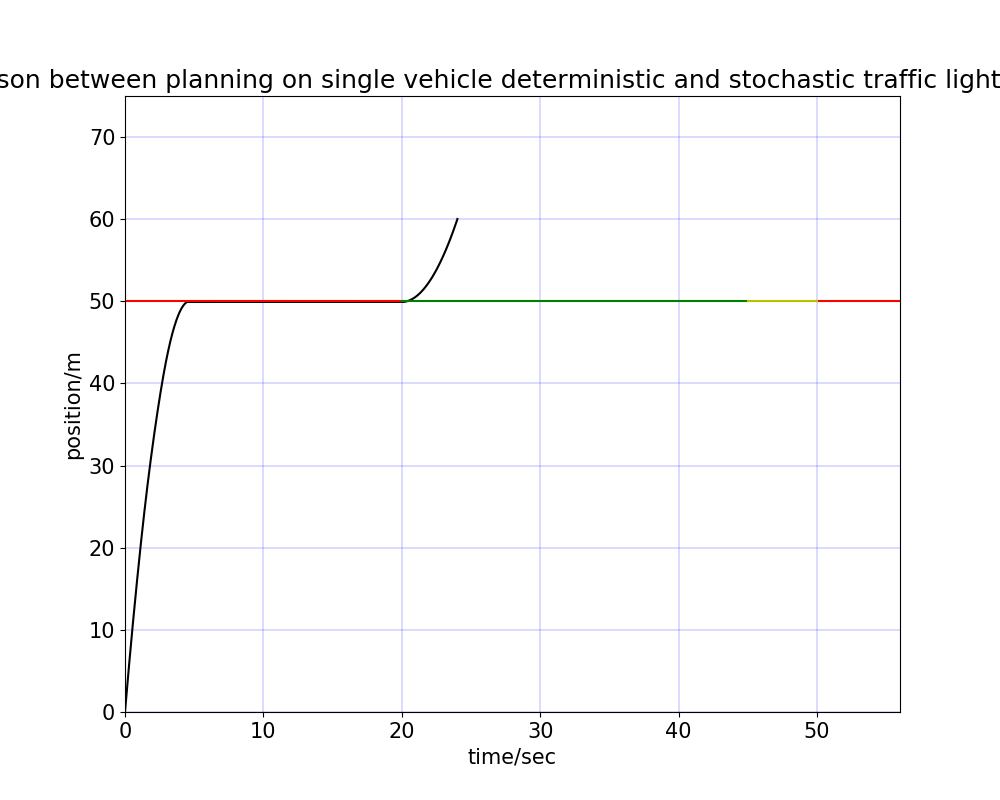 son between planning on single vehicle deterministic and stochastic traffic light
70
60
50
40
30
20
10
0
position/m
0 10 20 30 40 50
time/sec